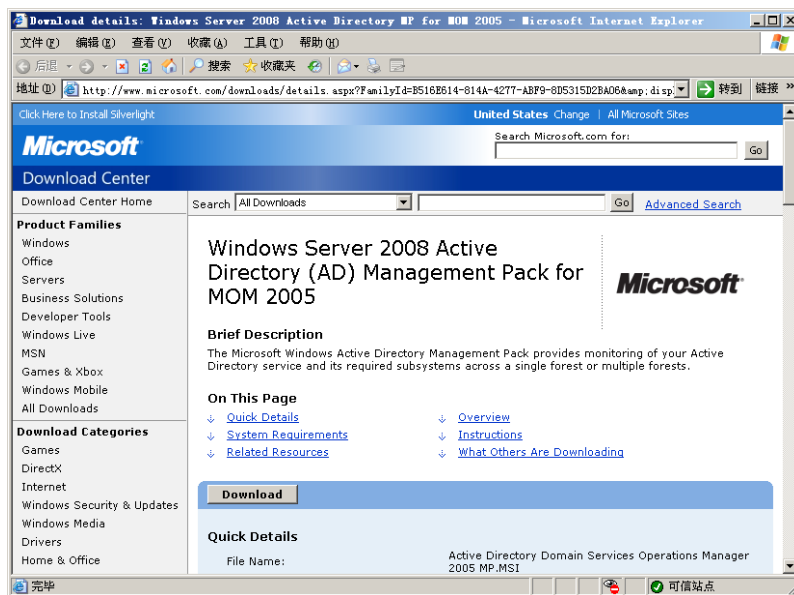 Download details: Windows Server 2008 Active Directory MP for MOM 2005 - Microsoft Internet Explorer
文件(F) 编辑(E) 查看(V) 收藏(A) 工具(T) 帮助(H)
后退 搜索 收藏夹
地址(D) http://www.microsoft.com/downloads/details.aspx?FamilyId=B516E614-814A-4277-ABF9-8D5315D2BA06&amp;disp 转到 链接 »
Click Here to Install Silverlight United States Change | All Microsoft Sites
Microsoft Search Microsoft.com for:
Go
Download Center
Download Center Home Search All Downloads Go Advanced Search
Product Families
Windows
Office
Servers
Business Solutions
Developer Tools
Windows Live
MSN
Games & Xbox
Windows Mobile
All Downloads
Download Categories
Games
DirectX
Internet
Windows Security & Updates
Windows Media
Drivers
Home & Office
Windows Server 2008 Active
Directory (AD) Management Pack for
MOM 2005
Microsoft
Brief Description
The Microsoft Windows Active Directory Management Pack provides monitoring of your Active
Directory service and its required subsystems across a single forest or multiple forests.
On This Page
Quick Details Overview
System Requirements Instructions
Related Resources What Others Are Downloading
Download
Quick Details
File Name: Active Directory Domain Services Operations Manager
2005 MP.MSI
完毕 可信站点